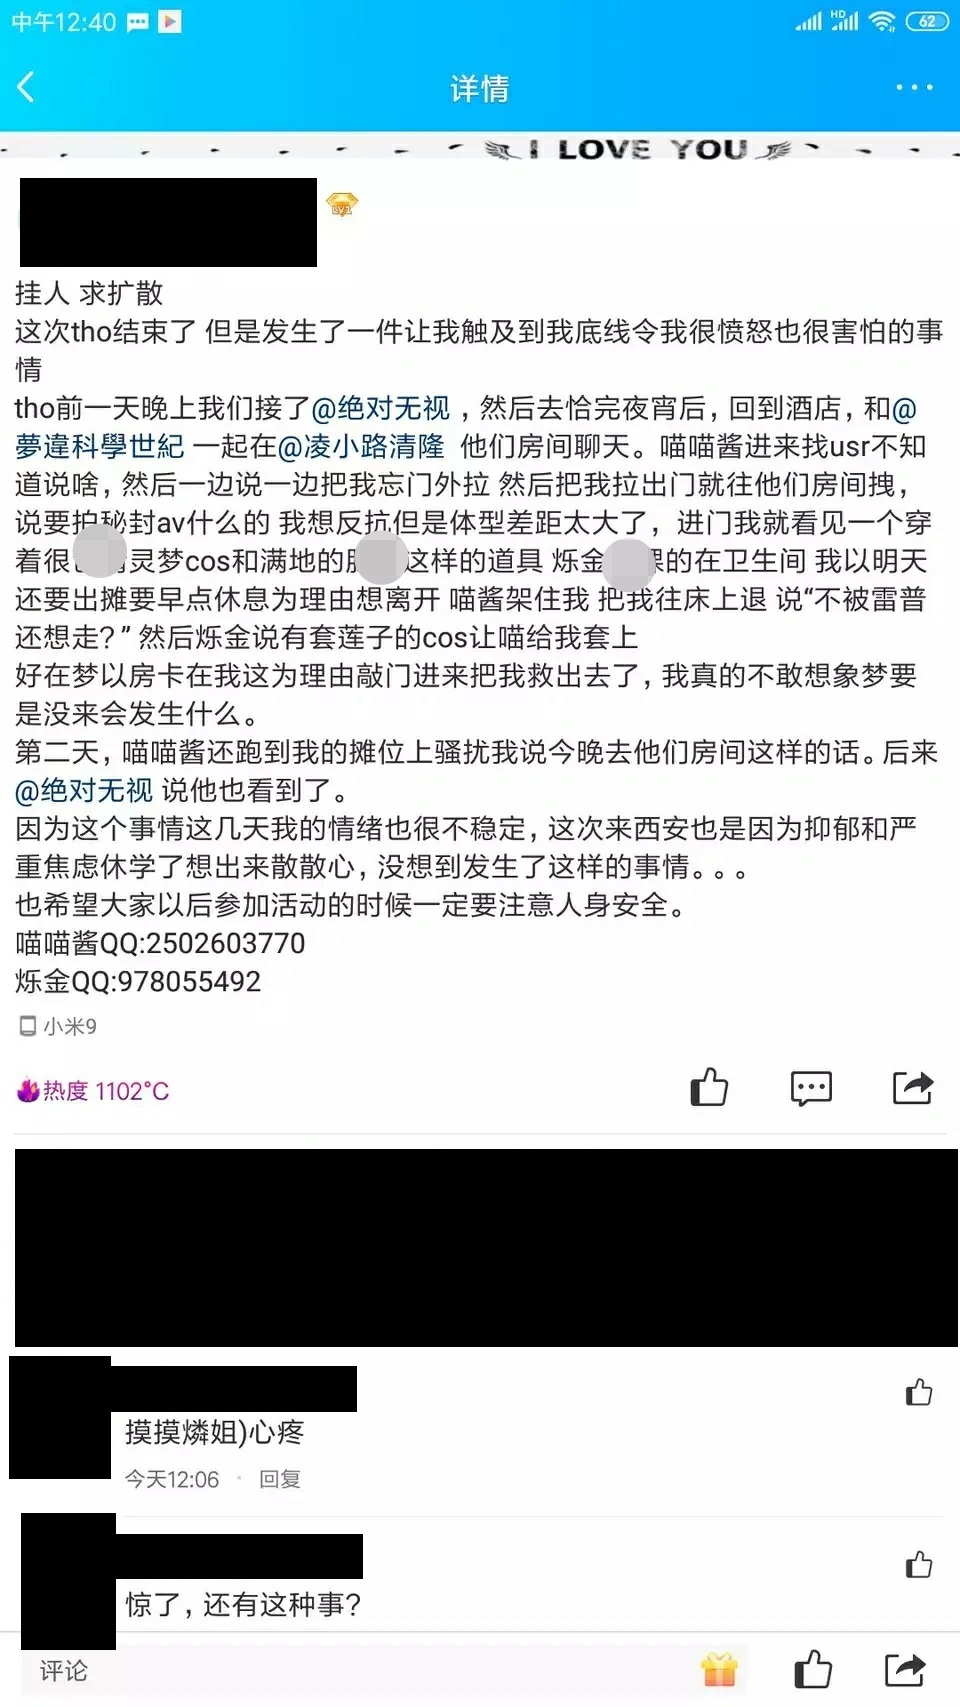 中午12:40
HD
62
详情
I LOVE YOU
LV1
挂人 求扩散
这次tho结束了 但是发生了一件让我触及到我底线令我很愤怒也很害怕的事
情
tho前一天晚上我们接了@绝对无视 ，然后去恰完夜宵后，回到酒店，和@
夢違科學世紀 一起在@凌小路清隆 他们房间聊天。喵喵酱进来找usr不知
道说啥，然后一边说一边把我忘门外拉 然后把我拉出门就往他们房间拽，
说要拍秘封av什么的 我想反抗但是体型差距太大了，进门我就看见一个穿
着很 灵梦cos和满地的 这样的道具 烁金 的在卫生间 我以明天
还要出摊要早点休息为理由想离开 喵酱架住我 把我往床上退 说“不被雷普
还想走？” 然后烁金说有套莲子的cos让喵给我套上
好在梦以房卡在我这为理由敲门进来把我救出去了，我真的不敢想象梦要
是没来会发生什么。
第二天，喵喵酱还跑到我的摊位上骚扰我说今晚去他们房间这样的话。后来
@绝对无视 说他也看到了。
因为这个事情这几天我的情绪也很不稳定，这次来西安也是因为抑郁和严
重焦虑休学了想出来散散心，没想到发生了这样的事情。。。
也希望大家以后参加活动的时候一定要注意人身安全。
喵喵酱QQ:2502603770
烁金QQ:978055492
小米9
热度 1102°C
摸摸燐姐)心疼
今天12:06 · 回复
惊了，还有这种事？
评论